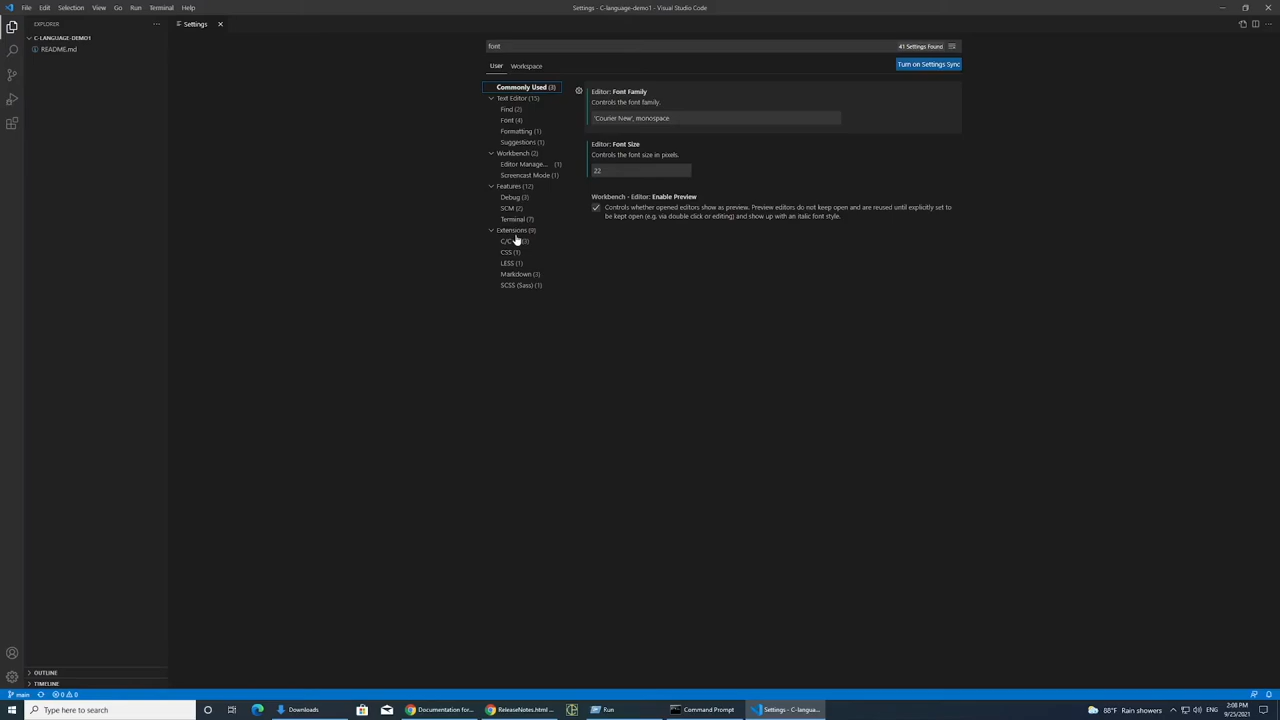 File Edit Selection View Go Run Terminal Help
Settings - C-language-demo1 - Visual Studio Code
EXPLORER
Settings
C-LANGUAGE-DEMO1
README.md
font
41 Settings Found
User Workspace
Turn on Settings Sync
Commonly Used (3)
Text Editor (15)
Find (2)
Font (4)
Formatting (1)
Suggestions (1)
Workbench (2)
Editor Manage... (1)
Screencast Mode (1)
Features (12)
Debug (3)
SCM (2)
Terminal (7)
Extensions (9)
C/C (3)
CSS (1)
LESS (1)
Markdown (3)
SCSS (Sass) (1)
Editor: Font Family
Controls the font family.
'Courier New', monospace
Editor: Font Size
Controls the font size in pixels.
22
Workbench › Editor: Enable Preview
Controls whether opened editors show as preview. Preview editors do not keep open and are reused until explicitly set
to be kept open (e.g. via double click or editing) and show up with an italic font style.
OUTLINE
TIMELINE
main 0 0
Type here to search
Downloads
Documentation for...
ReleaseNotes.html ...
Run
Command Prompt
Settings - C-langua...
88°F Rain showers
ENG
2:08 PM
9/25/2021